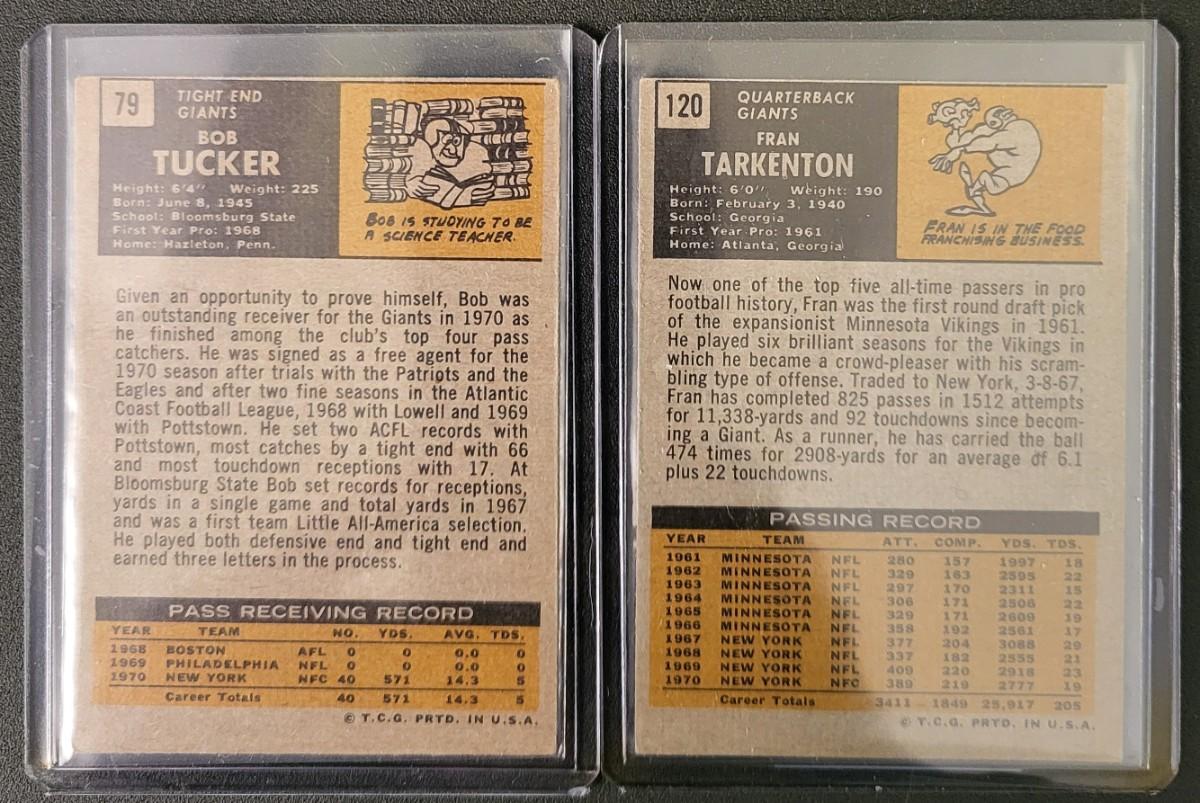 79
TIGHT END
GIANTS
BOB
TUCKER
Height: 6'4" Weight: 225
Born: June 8, 1945
School: Bloomsburg State
First Year Pro: 1968
Home: Hazleton, Penn.
BOB IS STUDYING TO BE
A SCIENCE TEACHER.
Given an opportunity to prove himself, Bob was
an outstanding receiver for the Giants in 1970 as
he finished among the club's top four pass
catchers. He was signed as a free agent for the
1970 season after trials with the Patriots and the
Eagles and after two fine seasons in the Atlantic
Coast Football League, 1968 with Lowell and 1969
with Pottstown. He set two ACFL records with
Pottstown, most catches by a tight end with 66
and most touchdown receptions with 17. At
Bloomsburg State Bob set records for receptions,
yards in a single game and total yards in 1967
and was a first team Little All-America selection.
He played both defensive end and tight end and
earned three letters in the process.
PASS RECEIVING RECORD
YEAR TEAM NO. YDS. AVG. TDS.
1968 BOSTON AFL 0 0 0.0 0
1969 PHILADELPHIA NFL 0 0 0.0 0
1970 NEW YORK NFC 40 571 14.3 5
Career Totals 40 571 14.3 5
© T.C.G. PRTD. IN U.S.A.
120
QUARTERBACK
GIANTS
FRAN
TARKENTON
Height: 6'0" Weight: 190
Born: February 3, 1940
School: Georgia
First Year Pro: 1961
Home: Atlanta, Georgia
FRAN IS IN THE FOOD
FRANCHISING BUSINESS.
Now one of the top five all-time passers in pro
football history, Fran was the first round draft pick
of the expansionist Minnesota Vikings in 1961.
He played six brilliant seasons for the Vikings in
which he became a crowd-pleaser with his scram-
bling type of offense. Traded to New York, 3-8-67,
Fran has completed 825 passes in 1512 attempts
for 11,338-yards and 92 touchdowns since becom-
ing a Giant. As a runner, he has carried the ball
474 times for 2908-yards for an average of 6.1
plus 22 touchdowns.
PASSING RECORD
YEAR TEAM ATT. COMP. YDS. TDS.
1961 MINNESOTA NFL 280 157 1997 18
1962 MINNESOTA NFL 329 163 2595 22
1963 MINNESOTA NFL 297 170 2311 15
1964 MINNESOTA NFL 306 171 2506 22
1965 MINNESOTA NFL 329 171 2609 19
1966 MINNESOTA NFL 358 192 2561 17
1967 NEW YORK NFL 377 204 3088 29
1968 NEW YORK NFL 337 182 2555 21
1969 NEW YORK NFL 409 220 2918 23
1970 NEW YORK NFC 389 219 2777 19
Career Totals 3411 1849 25,917 205
© T.C.G. PRTD. IN U.S.A.